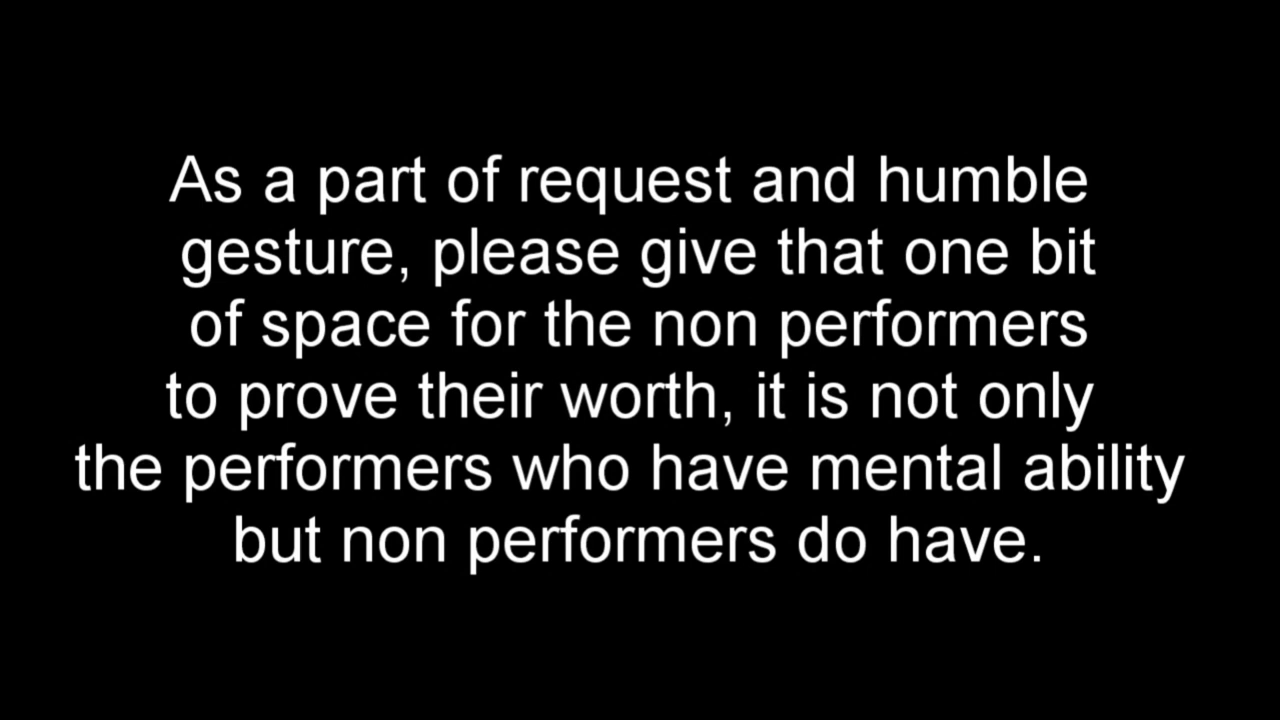 As a part of request and humble
gesture, please give that one bit
of space for the non performers
to prove their worth, it is not only
the performers who have mental ability
but non performers do have.